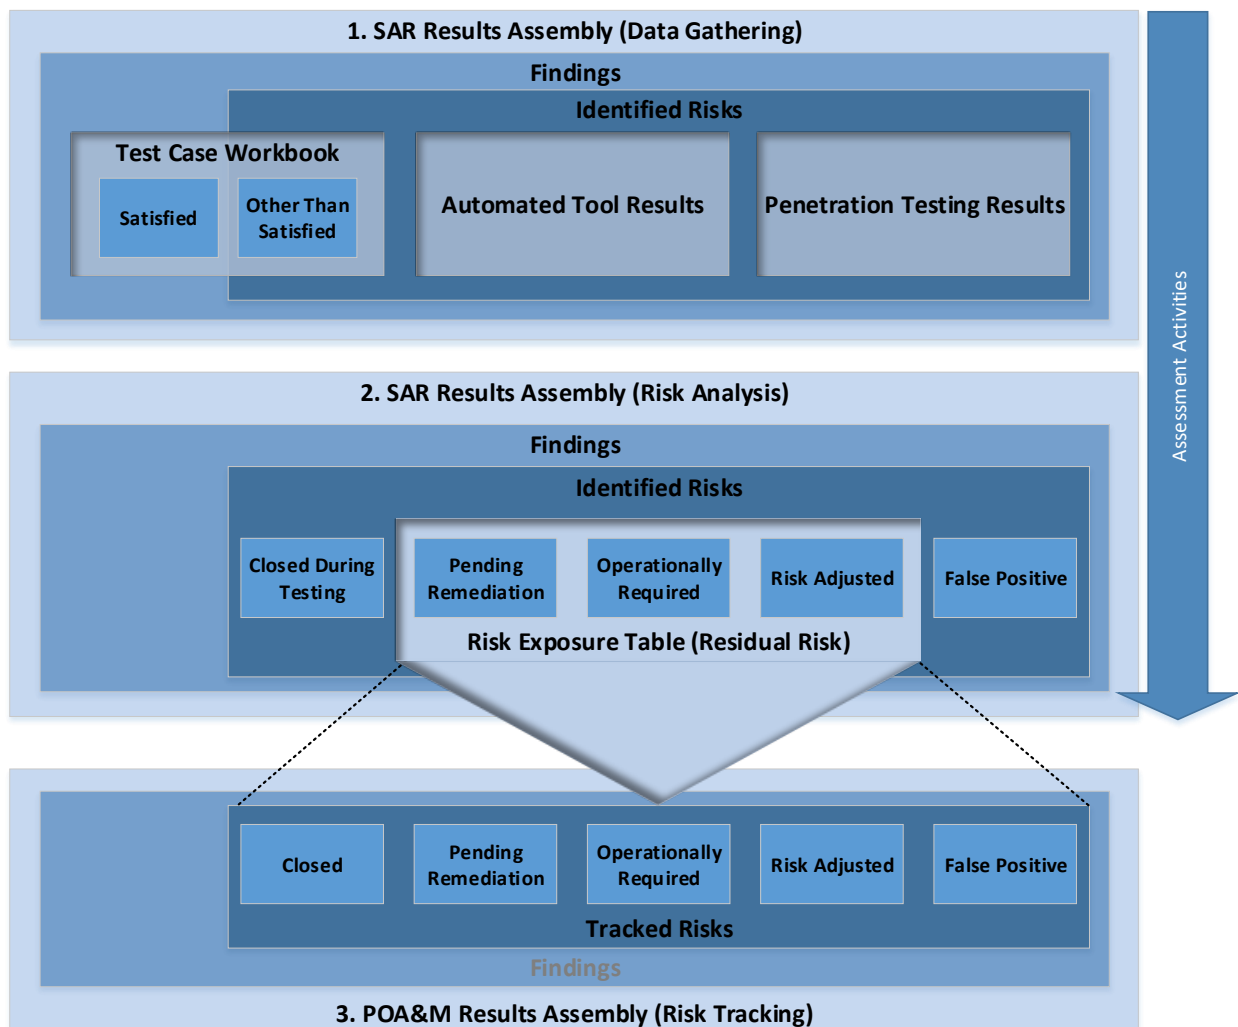 1. SAR Results Assembly (Data Gathering)
Findings
Identified Risks
Test Case Workbook
Satisfied
Other Than
Satisfied
Automated Tool Results
Penetration Testing Results
Assessment Activities
2. SAR Results Assembly (Risk Analysis)
Findings
Identified Risks
Closed During
Testing
Pending
Remediation
Operationally
Required
Risk Adjusted
False Positive
Risk Exposure Table (Residual Risk)
Closed
Pending
Remediation
Operationally
Required
Risk Adjusted
False Positive
Tracked Risks
Findings
3. POA&M Results Assembly (Risk Tracking)